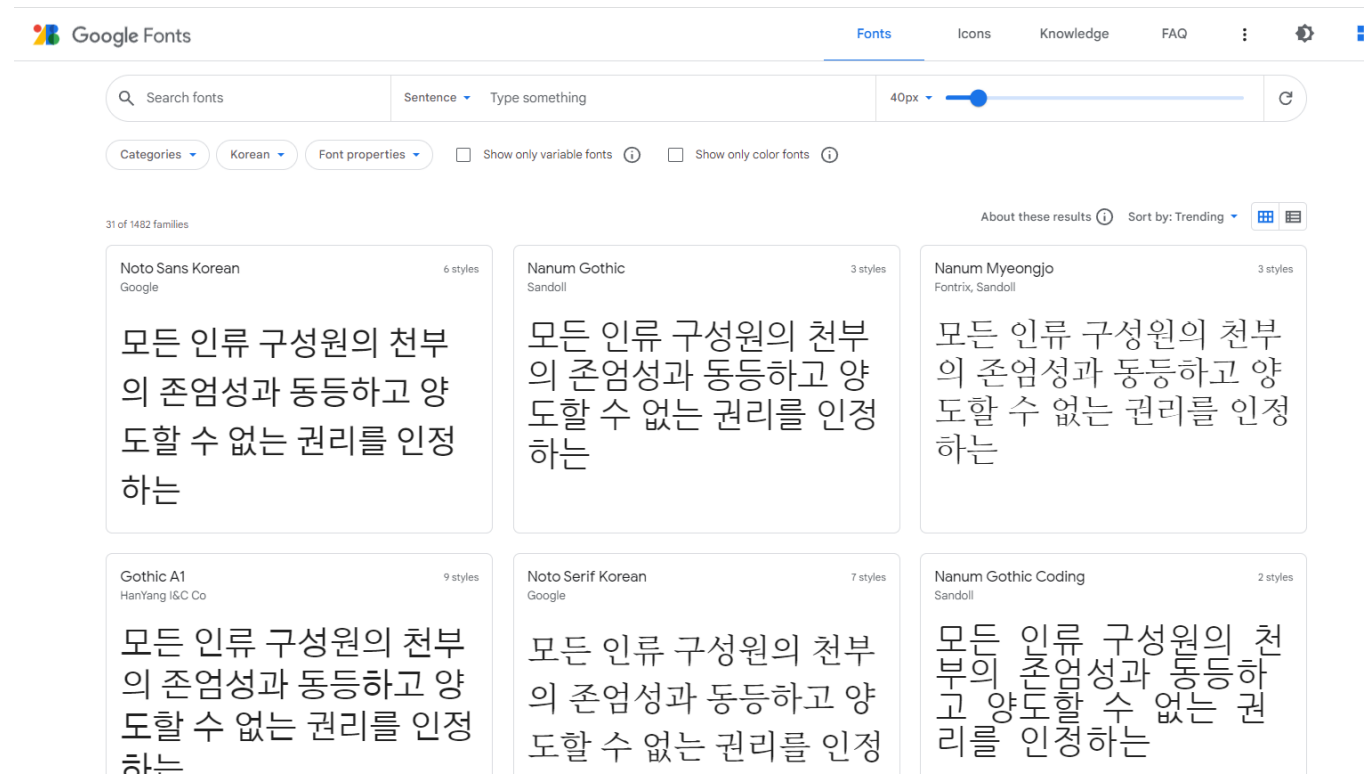 Google Fonts
Fonts Icons Knowledge FAQ
Search fonts Sentence Type something 40px
Categories Korean Font properties Show only variable fonts Show only color fonts
31 of 1482 families About these results Sort by: Trending
Noto Sans Korean 6 styles
Google
모든 인류 구성원의 천부
의 존엄성과 동등하고 양
도할 수 없는 권리를 인정
하는
Nanum Gothic 3 styles
Sandoll
모든 인류 구성원의 천부
의 존엄성과 동등하고 양
도할 수 없는 권리를 인정
하는
Nanum Myeongjo 3 styles
Fontrix, Sandoll
모든 인류 구성원의 천부
의 존엄성과 동등하고 양
도할 수 없는 권리를 인정
하는
Gothic A1 9 styles
HanYang I&C Co
모든 인류 구성원의 천부
의 존엄성과 동등하고 양
도할 수 없는 권리를 인정
하는
Noto Serif Korean 7 styles
Google
모든 인류 구성원의 천부
의 존엄성과 동등하고 양
도할 수 없는 권리를 인정
Nanum Gothic Coding 2 styles
Sandoll
모든 인류 구성원의 천
부의 존엄성과 동등하
고 양도할 수 없는 권
리를 인정하는